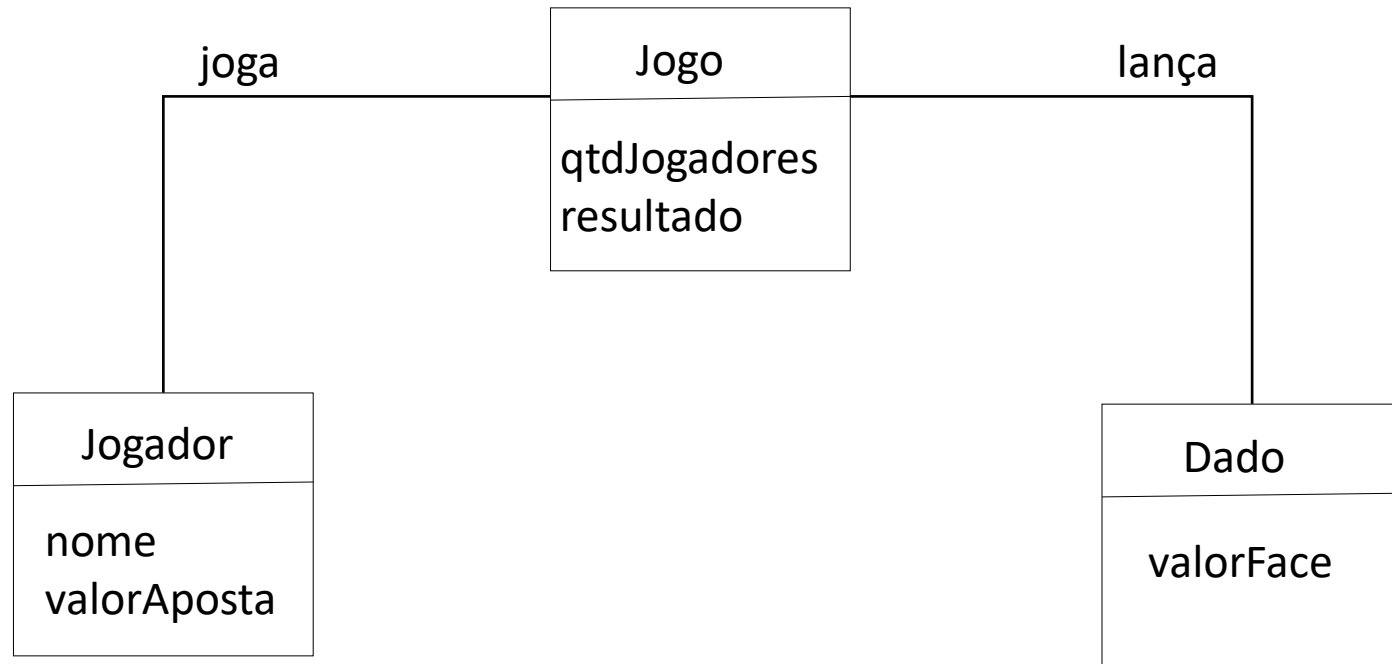 joga
Jogo
lança
qtdJogadores
resultado
Jogador
nome
valorAposta
Dado
valorFace